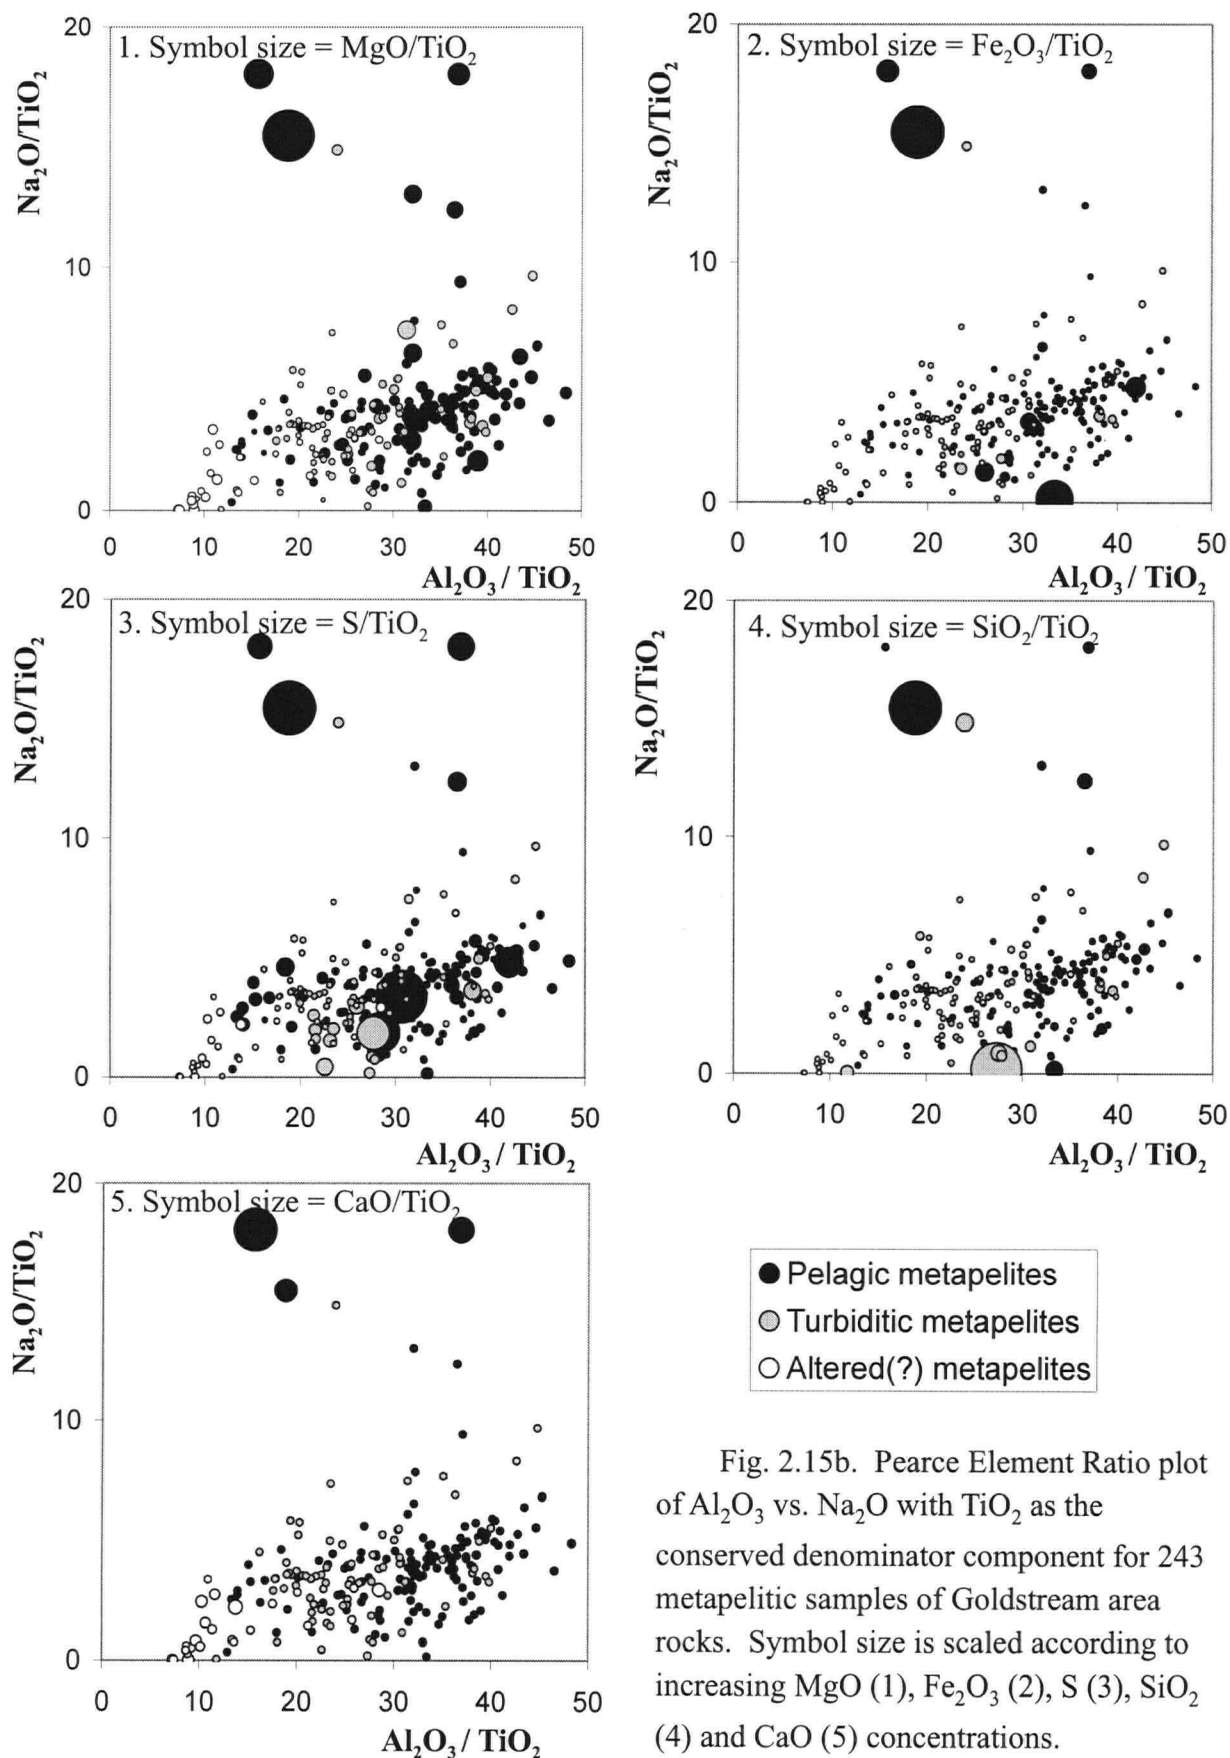 1. Symbol size = MgO/TiO₂
20
10
0
Na₂O/TiO₂
0 10 20 30 40 50
Al₂O₃ / TiO₂
2. Symbol size = Fe₂O₃/TiO₂
20
10
0
Na₂O/TiO₂
0 10 20 30 40 50
Al₂O₃ / TiO₂
3. Symbol size = S/TiO₂
20
10
0
Na₂O/TiO₂
0 10 20 30 40 50
Al₂O₃ / TiO₂
4. Symbol size = SiO₂/TiO₂
20
10
0
Na₂O/TiO₂
0 10 20 30 40 50
Al₂O₃ / TiO₂
5. Symbol size = CaO/TiO₂
20
10
0
Na₂O/TiO₂
0 10 20 30 40 50
Al₂O₃ / TiO₂
Pelagic metapelites
Turbiditic metapelites
Altered(?) metapelites
Fig. 2.15b. Pearce Element Ratio plot
of Al₂O₃ vs. Na₂O with TiO₂ as the
conserved denominator component for 243
metapelitic samples of Goldstream area
rocks. Symbol size is scaled according to
increasing MgO (1), Fe₂O₃ (2), S (3), SiO₂
(4) and CaO (5) concentrations.